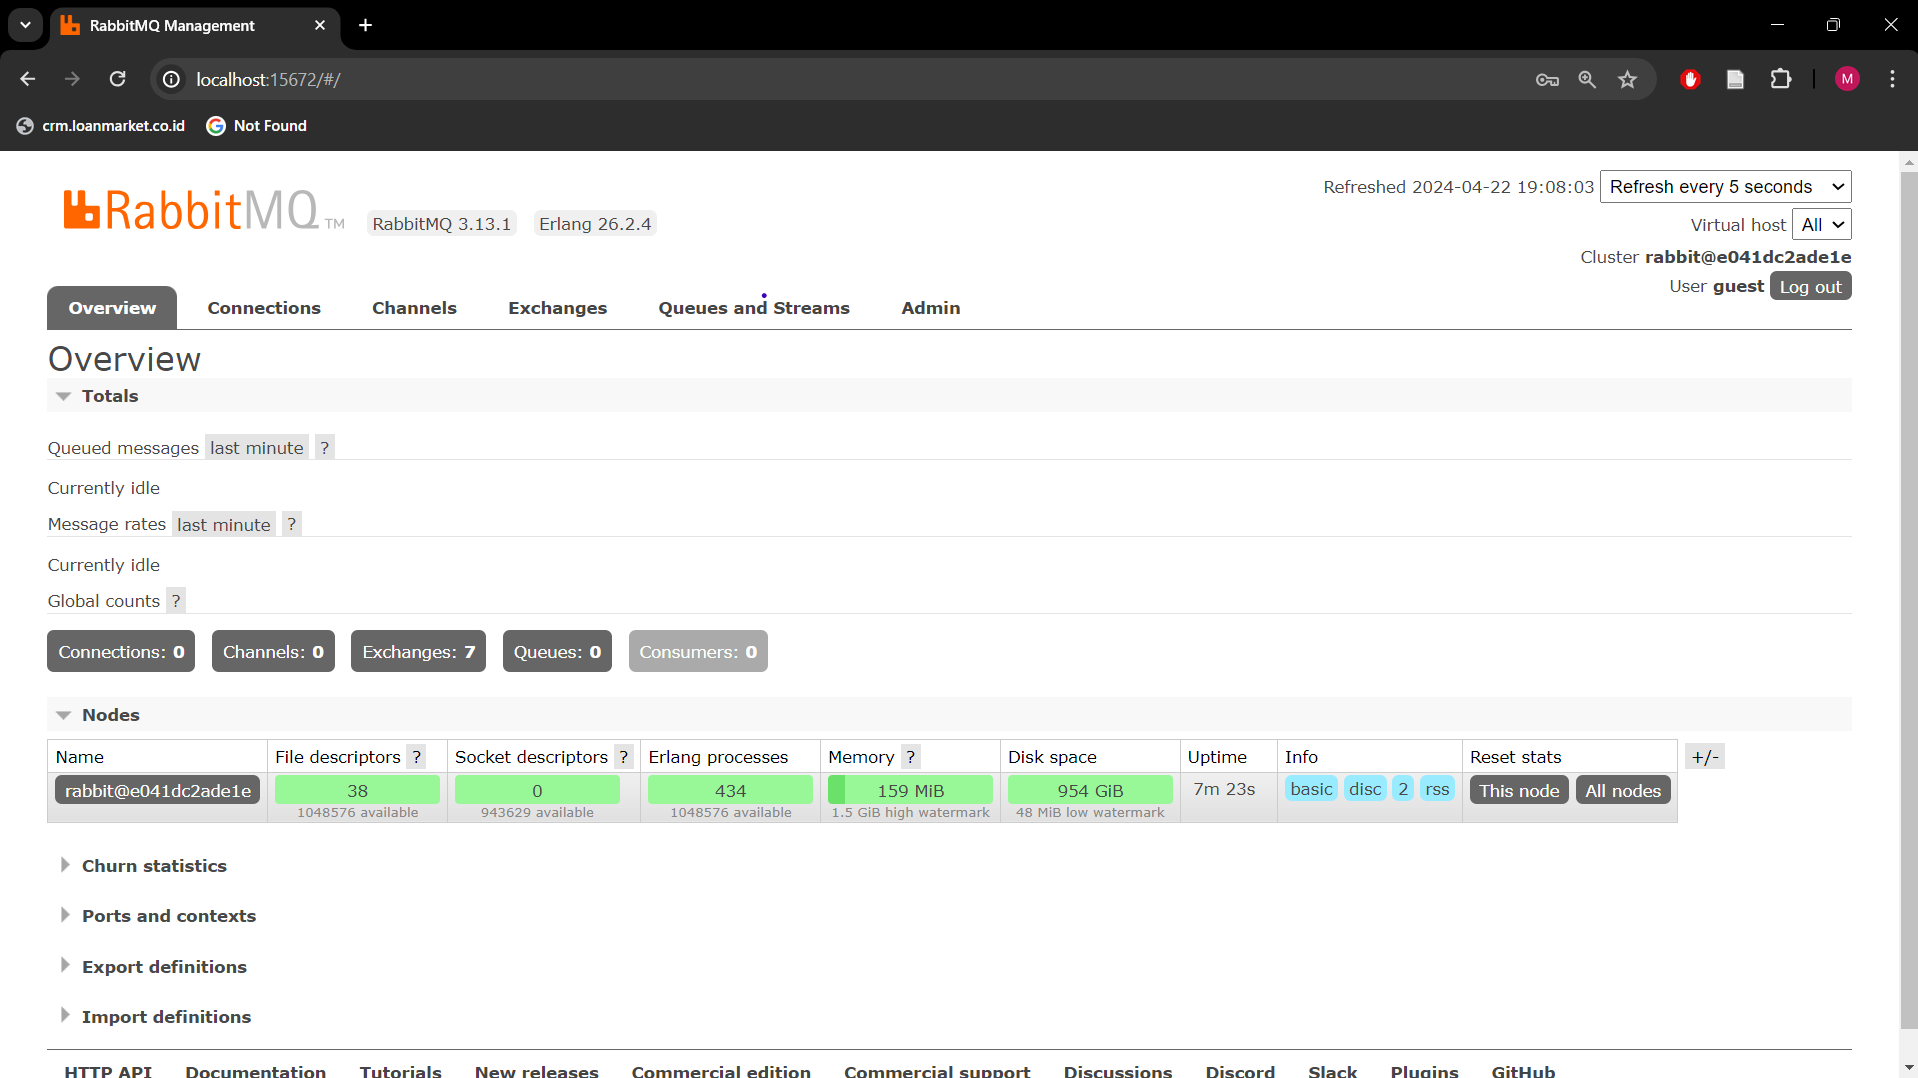 RabbitMQ Management
localhost:15672/#/
M
crm.loanmarket.co.id Not Found
RabbitMQ TM RabbitMQ 3.13.1 Erlang 26.2.4
Refreshed 2024-04-22 19:08:03 Refresh every 5 seconds
Virtual host All
Cluster rabbit@e041dc2ade1e
User guest Log out
Overview Connections Channels Exchanges Queues and Streams Admin
Overview
Totals
Queued messages last minute ?
Currently idle
Message rates last minute ?
Currently idle
Global counts ?
Connections: 0 Channels: 0 Exchanges: 7 Queues: 0 Consumers: 0
Nodes
Name File descriptors ? Socket descriptors ? Erlang processes Memory ? Disk space Uptime Info Reset stats +/-
rabbit@e041dc2ade1e 38 0 434 159 MiB 954 GiB 7m 23s basic disc 2 rss This node All nodes
1048576 available 943629 available 1048576 available 1.5 GiB high watermark 48 MiB low watermark
Churn statistics
Ports and contexts
Export definitions
Import definitions
HTTP API Documentation Tutorials New releases Commercial edition Commercial support Discussions Discord Slack Plugins GitHub